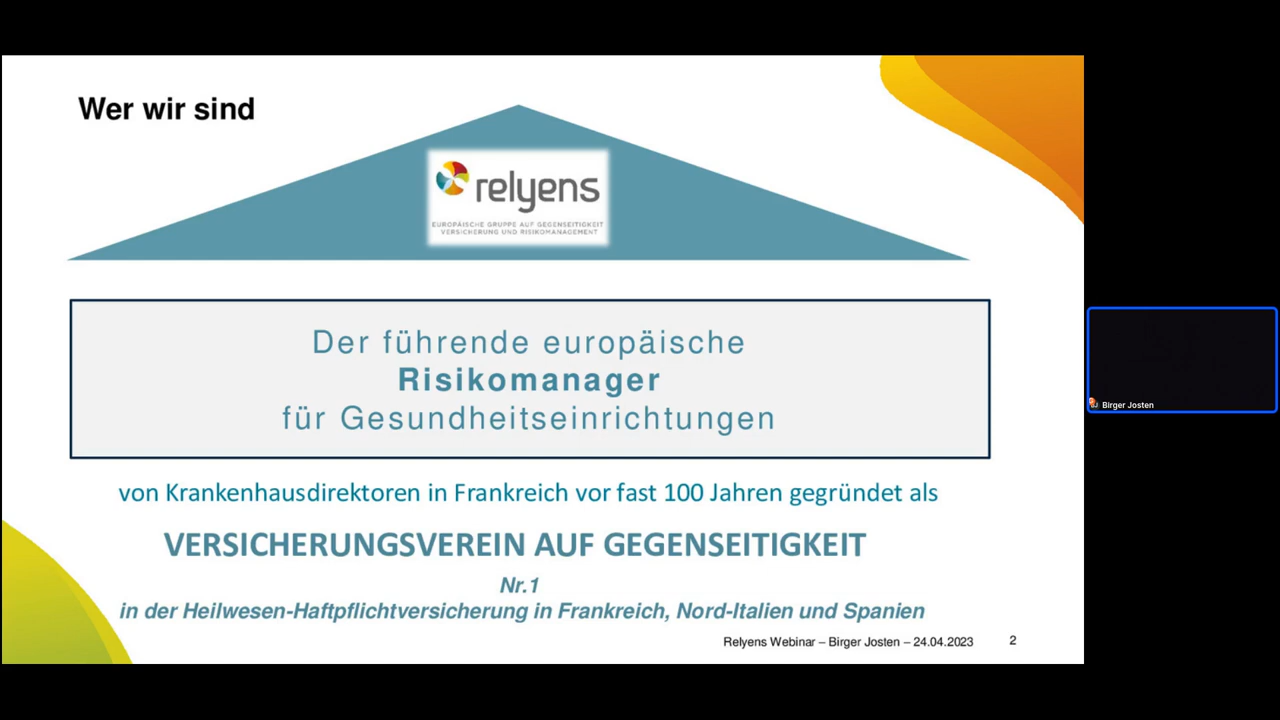 Wer wir sind
relyens
EUROPÄISCHE GRUPPE AUF GEGENSEITIGKEIT
VERSICHERUNG UND RISIKOMANAGEMENT
Der führende europäische
Risikomanager
für Gesundheitseinrichtungen
von Krankenhausdirektoren in Frankreich vor fast 100 Jahren gegründet als
VERSICHERUNGSVEREIN AUF GEGENSEITIGKEIT
Nr.1
in der Heilwesen-Haftpflichtversicherung in Frankreich, Nord-Italien und Spanien
Relyens Webinar – Birger Josten – 24.04.2023
2
Birger Josten